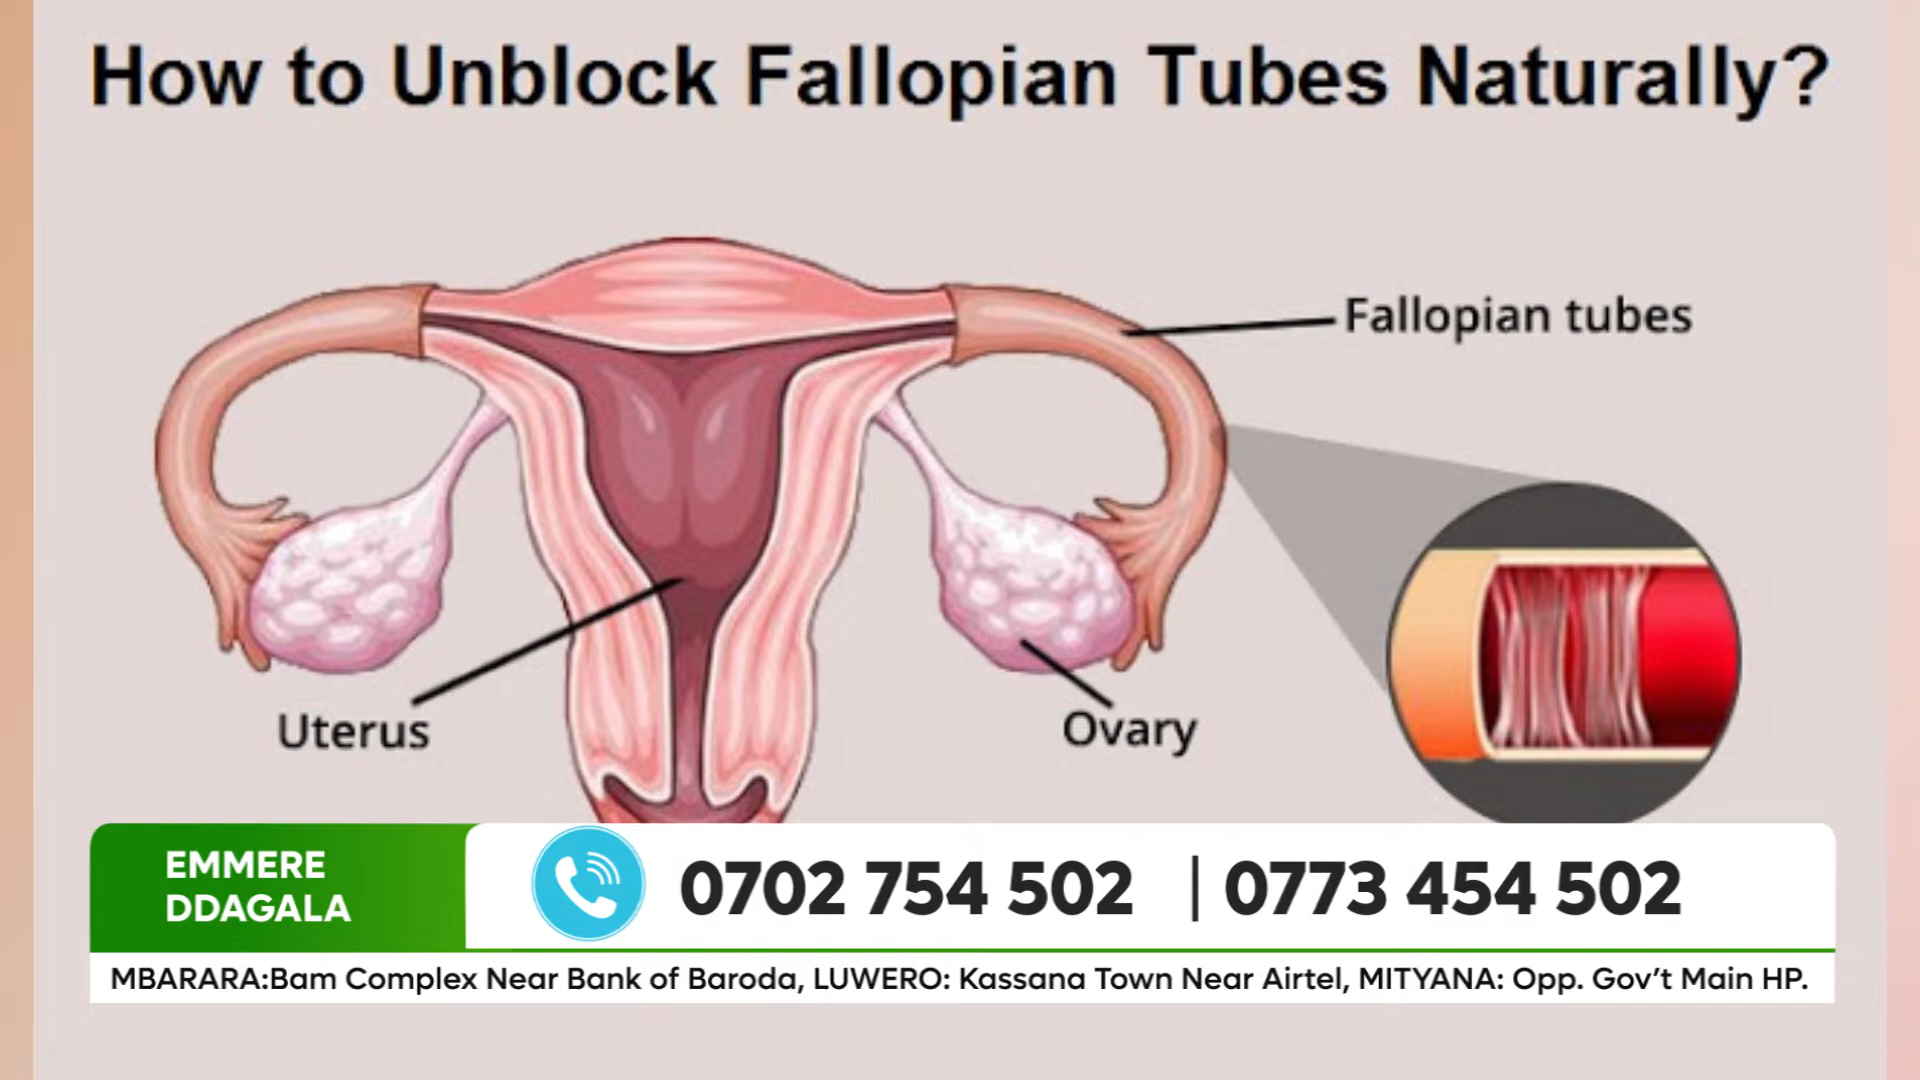 How to Unblock Fallopian Tubes Naturally?
Fallopian tubes
Uterus
Ovary
EMMERE
DDAGALA
0702 754 502 | 0773 454 502
MBARARA:Bam Complex Near Bank of Baroda, LUWERO: Kassana Town Near Airtel, MITYANA: Opp. Gov't Main HP.